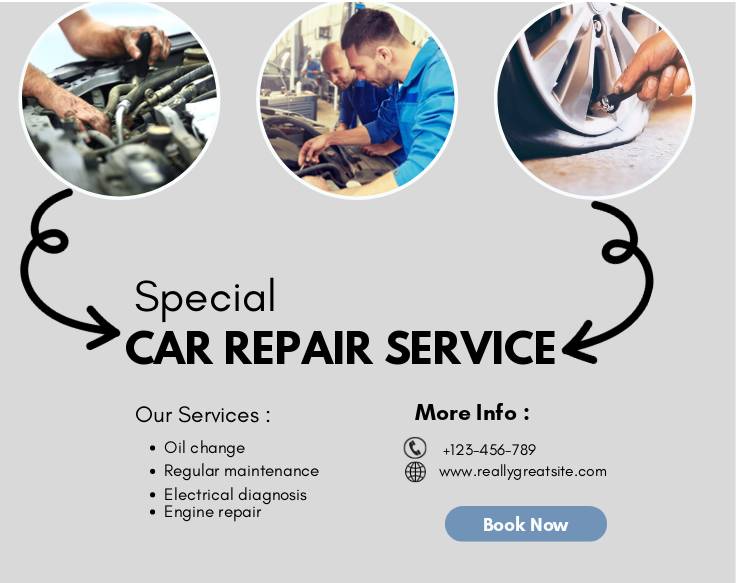 Special
CAR REPAIR SERVICE
Our Services :
• Oil change
• Regular maintenance
• Electrical diagnosis
• Engine repair
More Info :
+123-456-789
www.reallygreatsite.com
Book Now